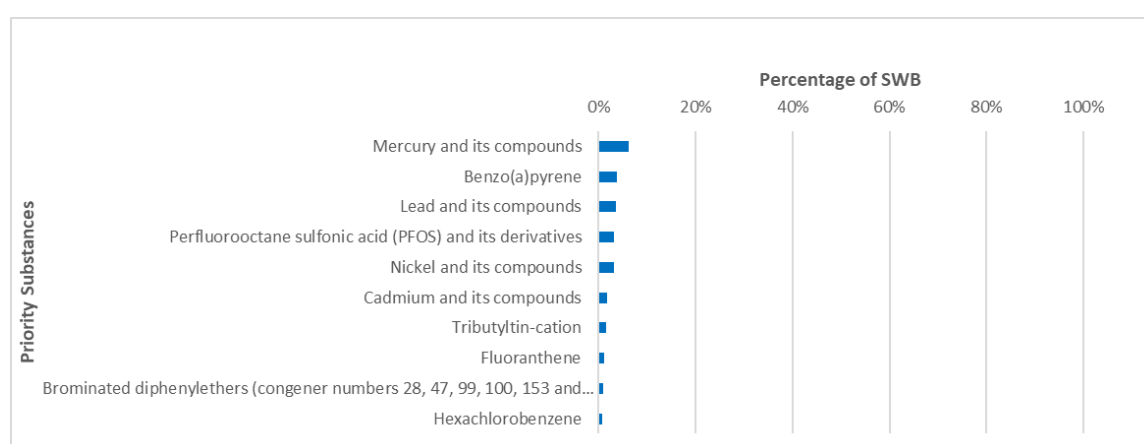 Percentage of SWB
0% 20% 40% 60% 80% 100%
Priority Substances
Mercury and its compounds
Benzo(a)pyrene
Lead and its compounds
Perfluorooctane sulfonic acid (PFOS) and its derivatives
Nickel and its compounds
Cadmium and its compounds
Tributyltin-cation
Fluoranthene
Brominated diphenylethers (congener numbers 28, 47, 99, 100, 153 and...
Hexachlorobenzene